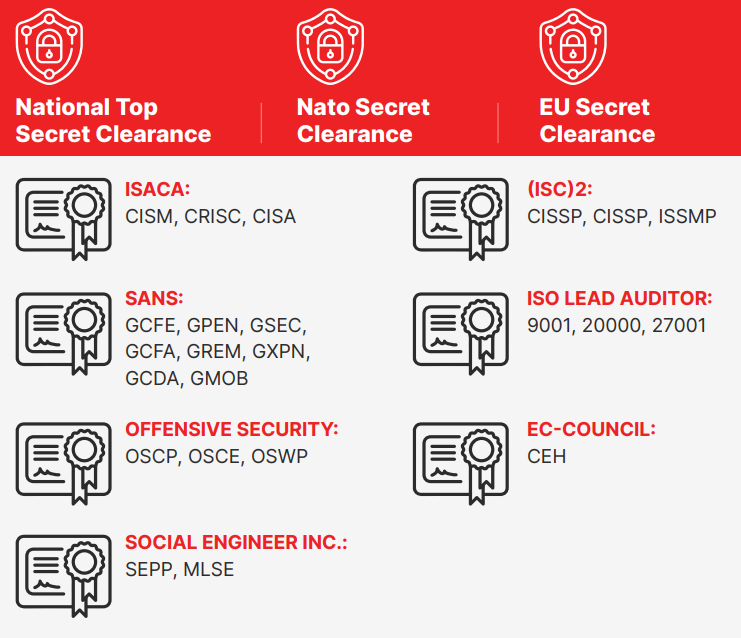 National Top
Secret Clearance
Nato Secret
Clearance
EU Secret
Clearance
ISACA:
CISM, CRISC, CISA
(ISC)2:
CISSP, CISSP, ISSMP
SANS:
GCFE, GPEN, GSEC,
GCFA, GREM, GXPN,
GCDA, GMOB
ISO LEAD AUDITOR:
9001, 20000, 27001
OFFENSIVE SECURITY:
OSCP, OSCE, OSWP
EC-COUNCIL:
CEH
SOCIAL ENGINEER INC.:
SEPP, MLSE